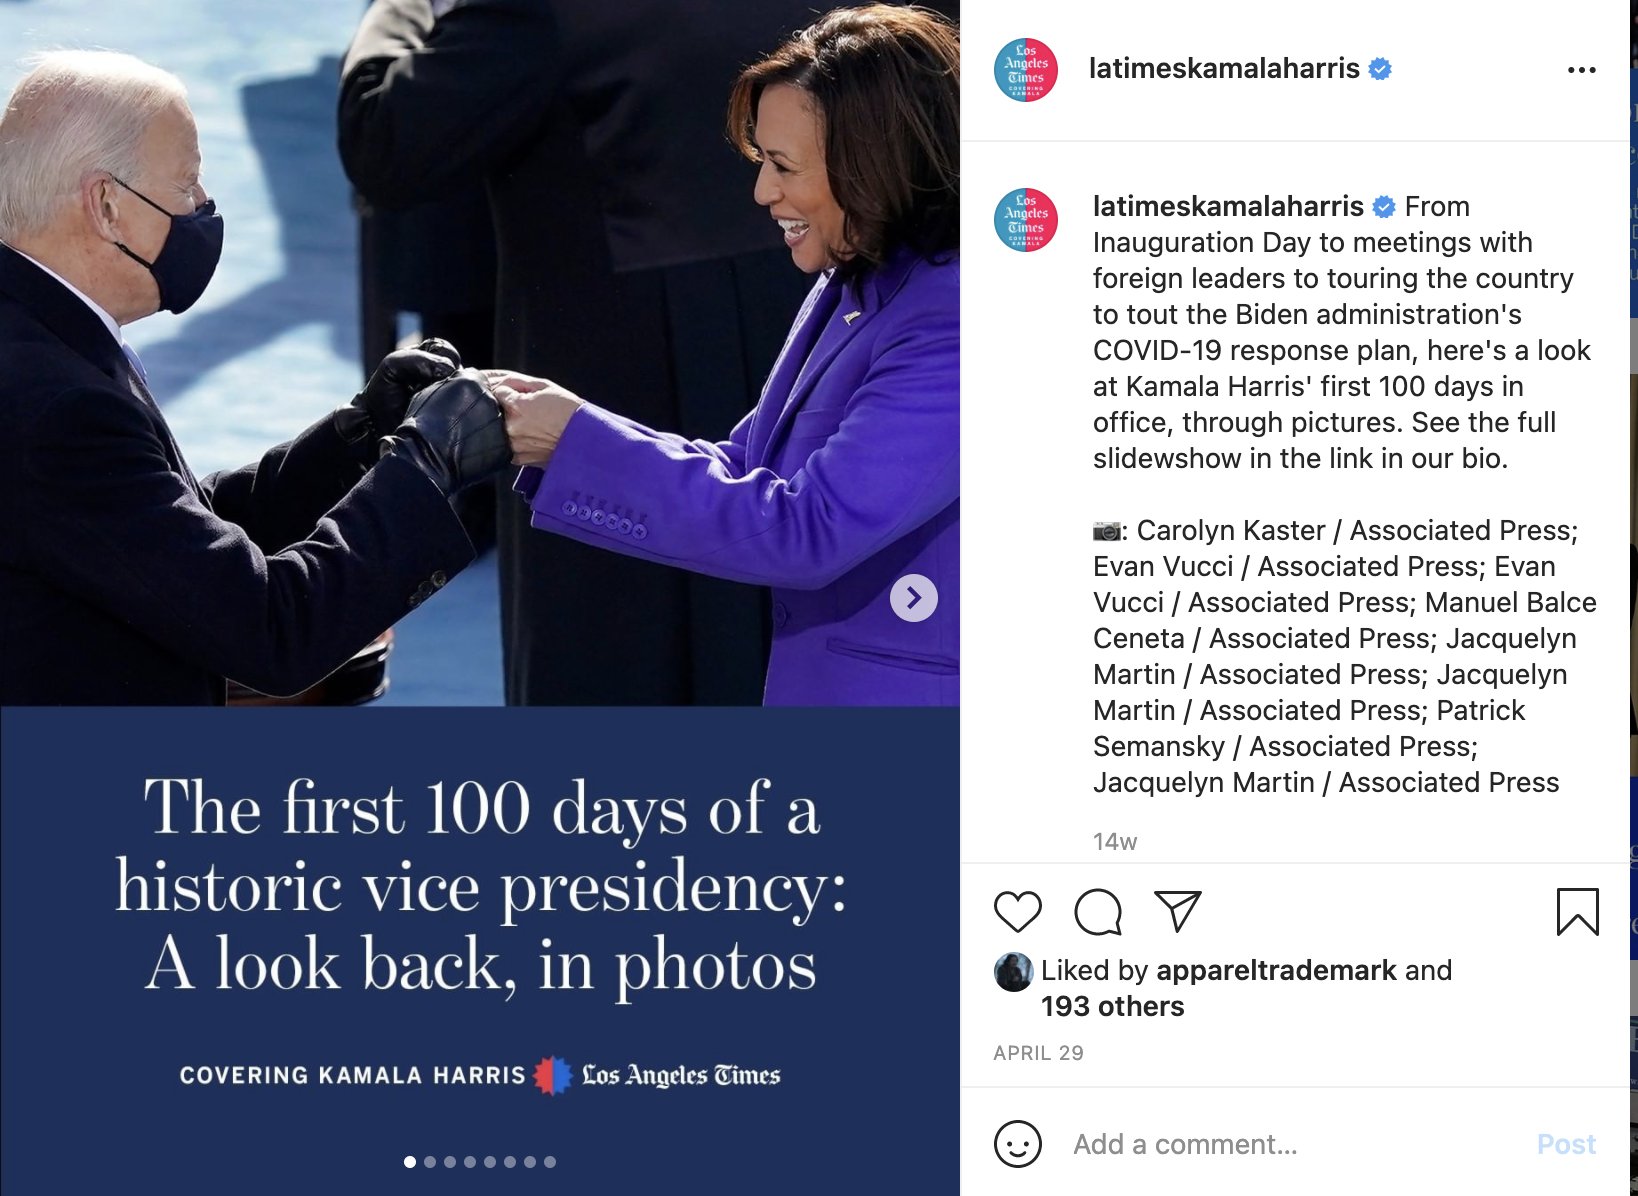 The first 100 days of a
historic vice presidency:
A look back, in photos
COVERING KAMALA HARRIS Los Angeles Times
Los
Angeles
Times
COVERING
KAMALA
latimeskamalaharris
Los
Angeles
Times
COVERING
KAMALA
latimeskamalaharris From
Inauguration Day to meetings with
foreign leaders to touring the country
to tout the Biden administration's
COVID-19 response plan, here's a look
at Kamala Harris' first 100 days in
office, through pictures. See the full
slidewshow in the link in our bio.
📷: Carolyn Kaster / Associated Press;
Evan Vucci / Associated Press; Evan
Vucci / Associated Press; Manuel Balce
Ceneta / Associated Press; Jacquelyn
Martin / Associated Press; Jacquelyn
Martin / Associated Press; Patrick
Semansky / Associated Press;
Jacquelyn Martin / Associated Press
14w
Liked by appareltrademark and
193 others
APRIL 29
Add a comment...
Post